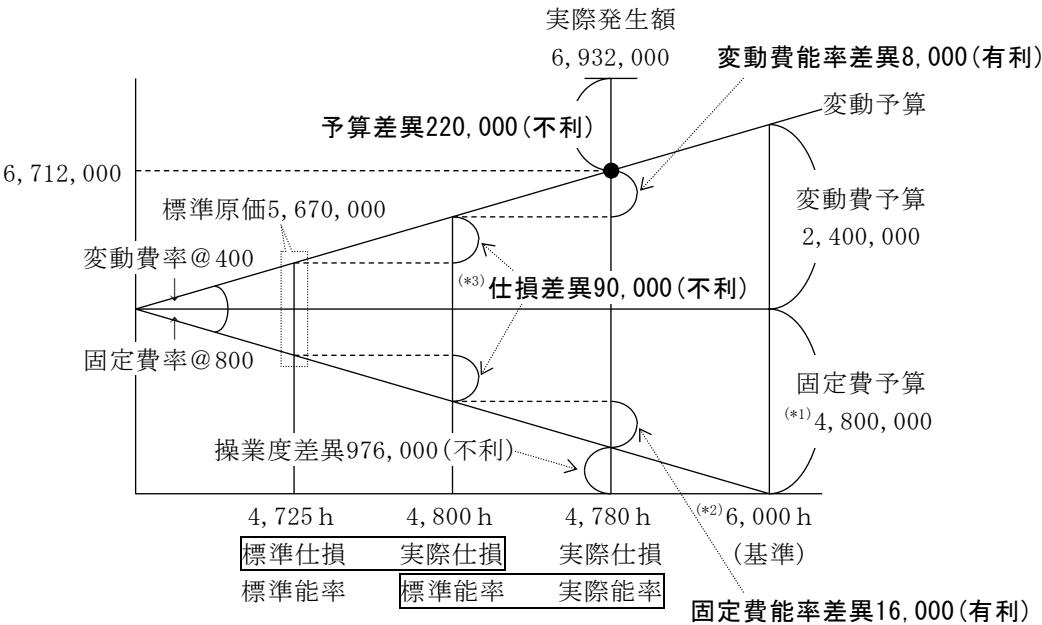 実際発生額
6,932,000
変動費能率差異8,000(有利)
変動予算
予算差異220,000(不利)
6,712,000
標準原価5,670,000
変動費予算
2,400,000
変動費率@400
(*3)仕損差異90,000(不利)
固定費率@800
固定費予算
(*1)4,800,000
操業度差異976,000(不利)
4,725h 4,800h 4,780h (*2)6,000h
標準仕損 実際仕損 実際仕損 (基準)
標準能率 標準能率 実際能率
固定費能率差異16,000(有利)